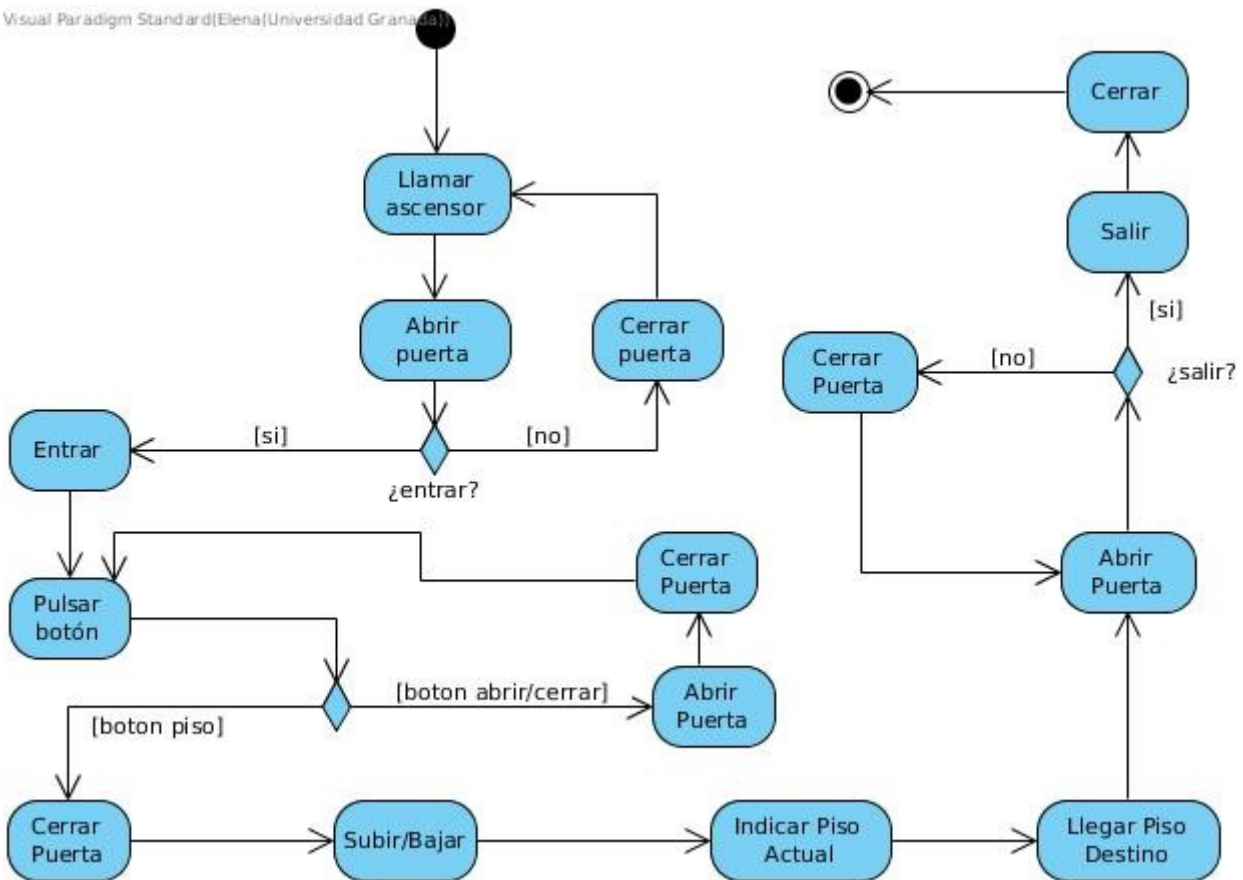 Visual Paradigm Standard(Elena(Universidad Granada))
Llamar
ascensor
Abrir
puerta
Cerrar
puerta
¿entrar?
[si]
[no]
Entrar
Pulsar
botón
[boton abrir/cerrar]
Abrir
Puerta
Cerrar
Puerta
[boton piso]
Cerrar
Puerta
Subir/Bajar
Indicar Piso
Actual
Llegar Piso
Destino
Abrir
Puerta
¿salir?
[no]
Cerrar
Puerta
[si]
Salir
Cerrar